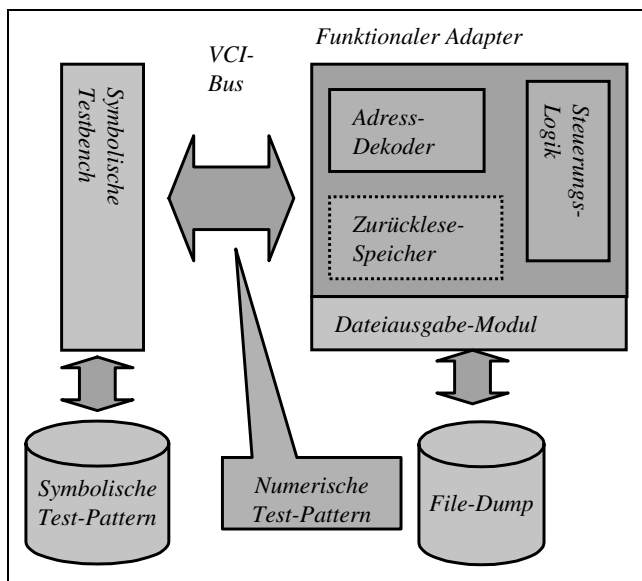 Funktionaler Adapter
VCI-
Bus
Symbolische
Testbench
Adress-
Dekoder
Steuerungs-
Logik
Zurücklese-
Speicher
Dateiausgabe-Modul
Symbolische
Test-Pattern
Numerische
Test-Pattern
File-Dump